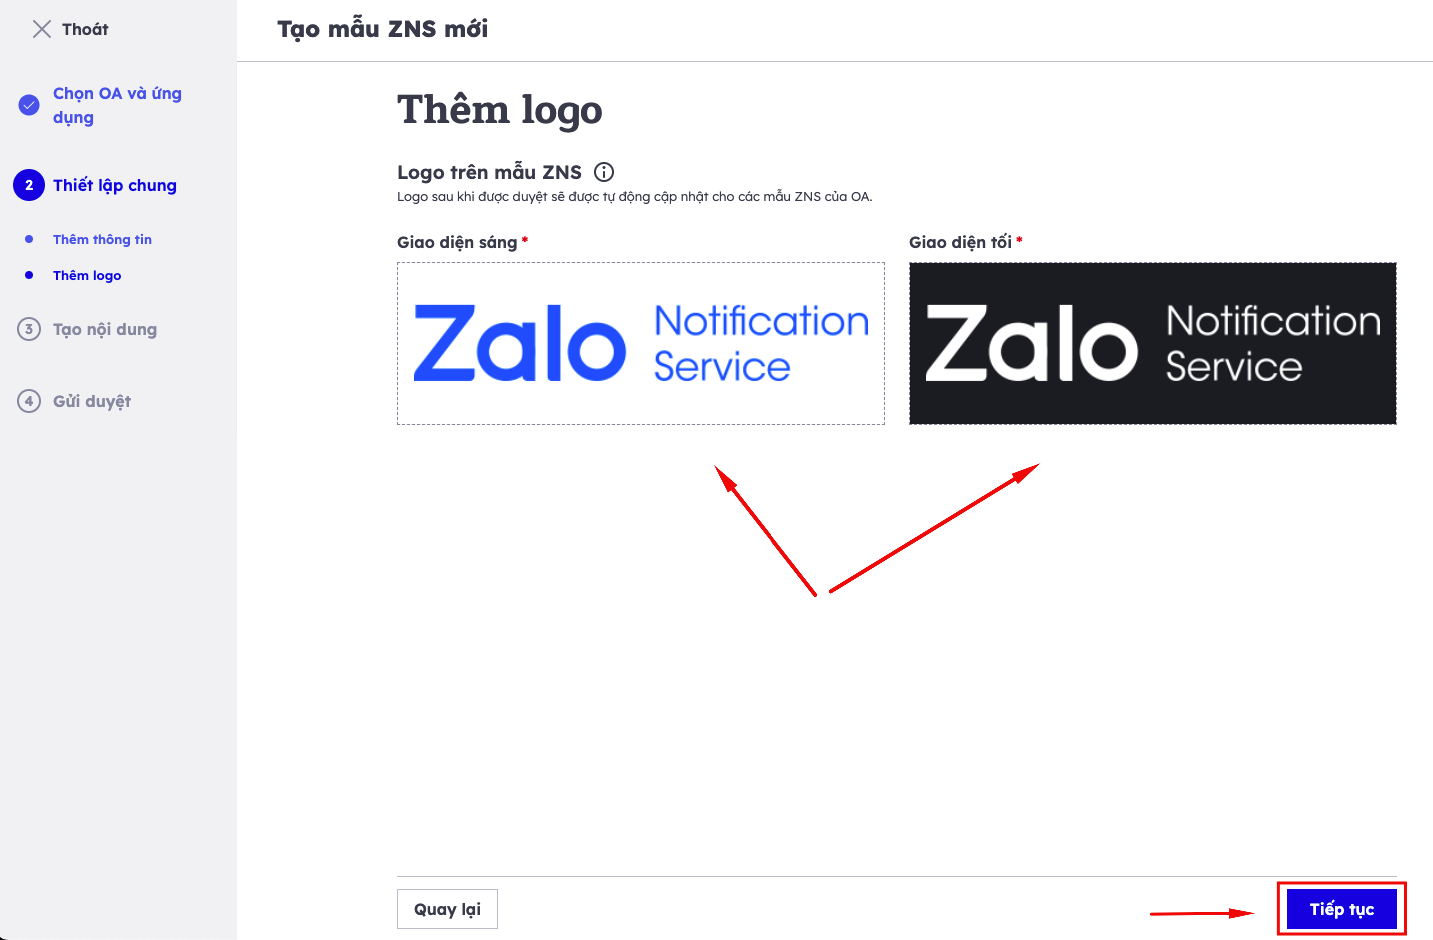 Thoát
Tạo mẫu ZNS mới
Chọn OA và ứng
dụng
2 Thiết lập chung
Thêm thông tin
Thêm logo
3 Tạo nội dung
4 Gửi duyệt
Thêm logo
Logo trên mẫu ZNS
Logo sau khi được duyệt sẽ được tự động cập nhật cho các mẫu ZNS của OA.
Giao diện sáng *
Zalo Notification
Service
Giao diện tối *
Zalo Notification
Service
Quay lại
Tiếp tục